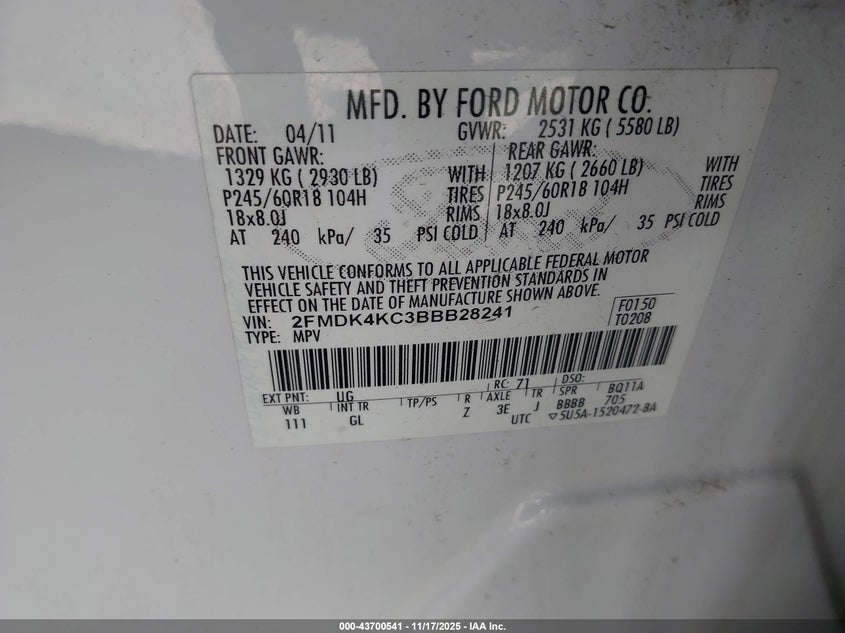 MFD. BY FORD MOTOR CO.
DATE: 04/11 GVWR: 2531 KG ( 5580 LB)
FRONT GAWR: REAR GAWR:
1329 KG ( 2930 LB) WITH 1207 KG ( 2660 LB) WITH
P245/60R18 104H TIRES P245/60R18 104H TIRES
18x8.0J RIMS 18x8.0J RIMS
AT 240 kPa/ 35 PSI COLD AT 240 kPa/ 35 PSI COLD
THIS VEHICLE CONFORMS TO ALL APPLICABLE FEDERAL MOTOR
VEHICLE SAFETY AND THEFT PREVENTION STANDARDS IN
EFFECT ON THE DATE OF MANUFACTURE SHOWN ABOVE.
VIN: 2FMDK4KC3BBB28241 F0150
TYPE: MPV T0208
EXT PNT: UG RC: 71 DSO:
WB INT TR TP/PS R AXLE TR SPR BQ11A
111 GL Z 3E J BBBB 705
UTC ▽5U5A-1520472-BA
000-43700541 - 11/17/2025 - IAA Inc.